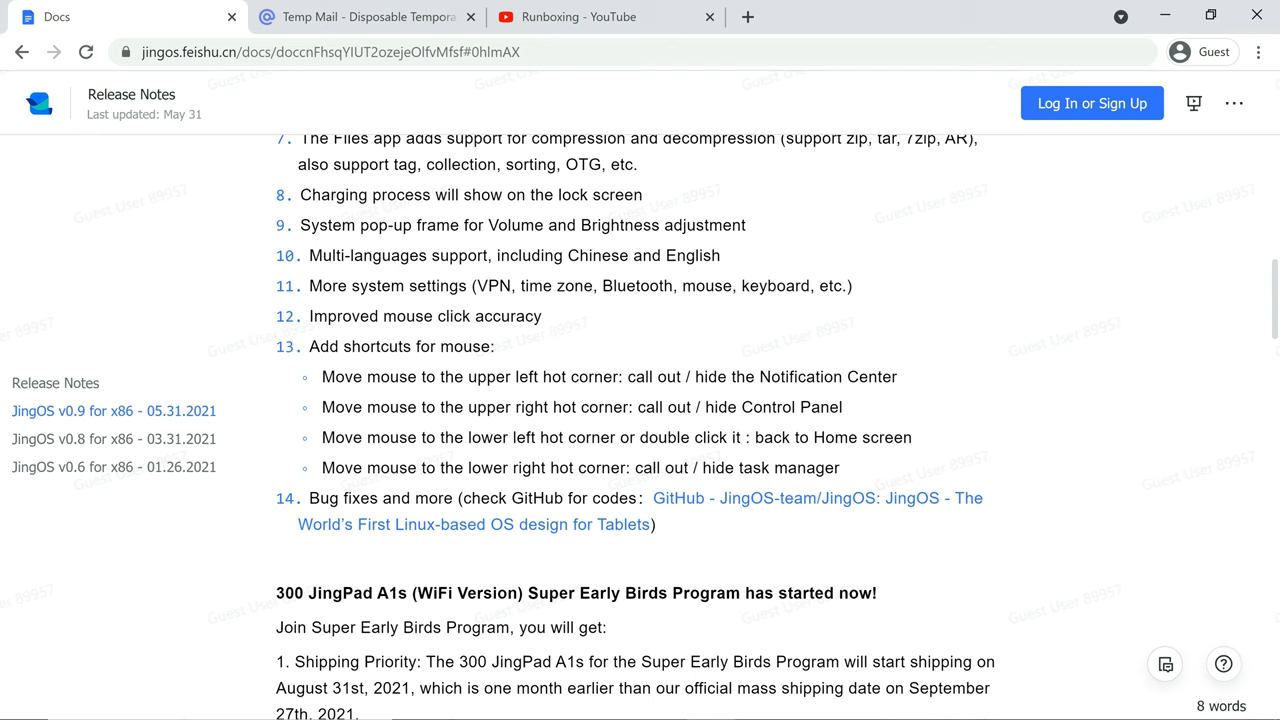 Docs
Temp Mail - Disposable Tempora
Runboxing - YouTube
jingos.feishu.cn/docs/doccnFhsqYIUT2ozejeOlfvMfsf#0hlmAX
Guest
Release Notes
Last updated: May 31
Log In or Sign Up
7. The Files app adds support for compression and decompression (support zip, tar, 7zip, AR),
also support tag, collection, sorting, OTG, etc.
8. Charging process will show on the lock screen
9. System pop-up frame for Volume and Brightness adjustment
10. Multi-languages support, including Chinese and English
11. More system settings (VPN, time zone, Bluetooth, mouse, keyboard, etc.)
12. Improved mouse click accuracy
13. Add shortcuts for mouse:
Move mouse to the upper left hot corner: call out / hide the Notification Center
Move mouse to the upper right hot corner: call out / hide Control Panel
Move mouse to the lower left hot corner or double click it : back to Home screen
Move mouse to the lower right hot corner: call out / hide task manager
14. Bug fixes and more (check GitHub for codes: GitHub - JingOS-team/JingOS: JingOS - The
World's First Linux-based OS design for Tablets)
Release Notes
JingOS v0.9 for x86 - 05.31.2021
JingOS v0.8 for x86 - 03.31.2021
JingOS v0.6 for x86 - 01.26.2021
300 JingPad A1s (WiFi Version) Super Early Birds Program has started now!
Join Super Early Birds Program, you will get:
1. Shipping Priority: The 300 JingPad A1s for the Super Early Birds Program will start shipping on
August 31st, 2021, which is one month earlier than our official mass shipping date on September
27th, 2021.
8 words
Guest User 89957